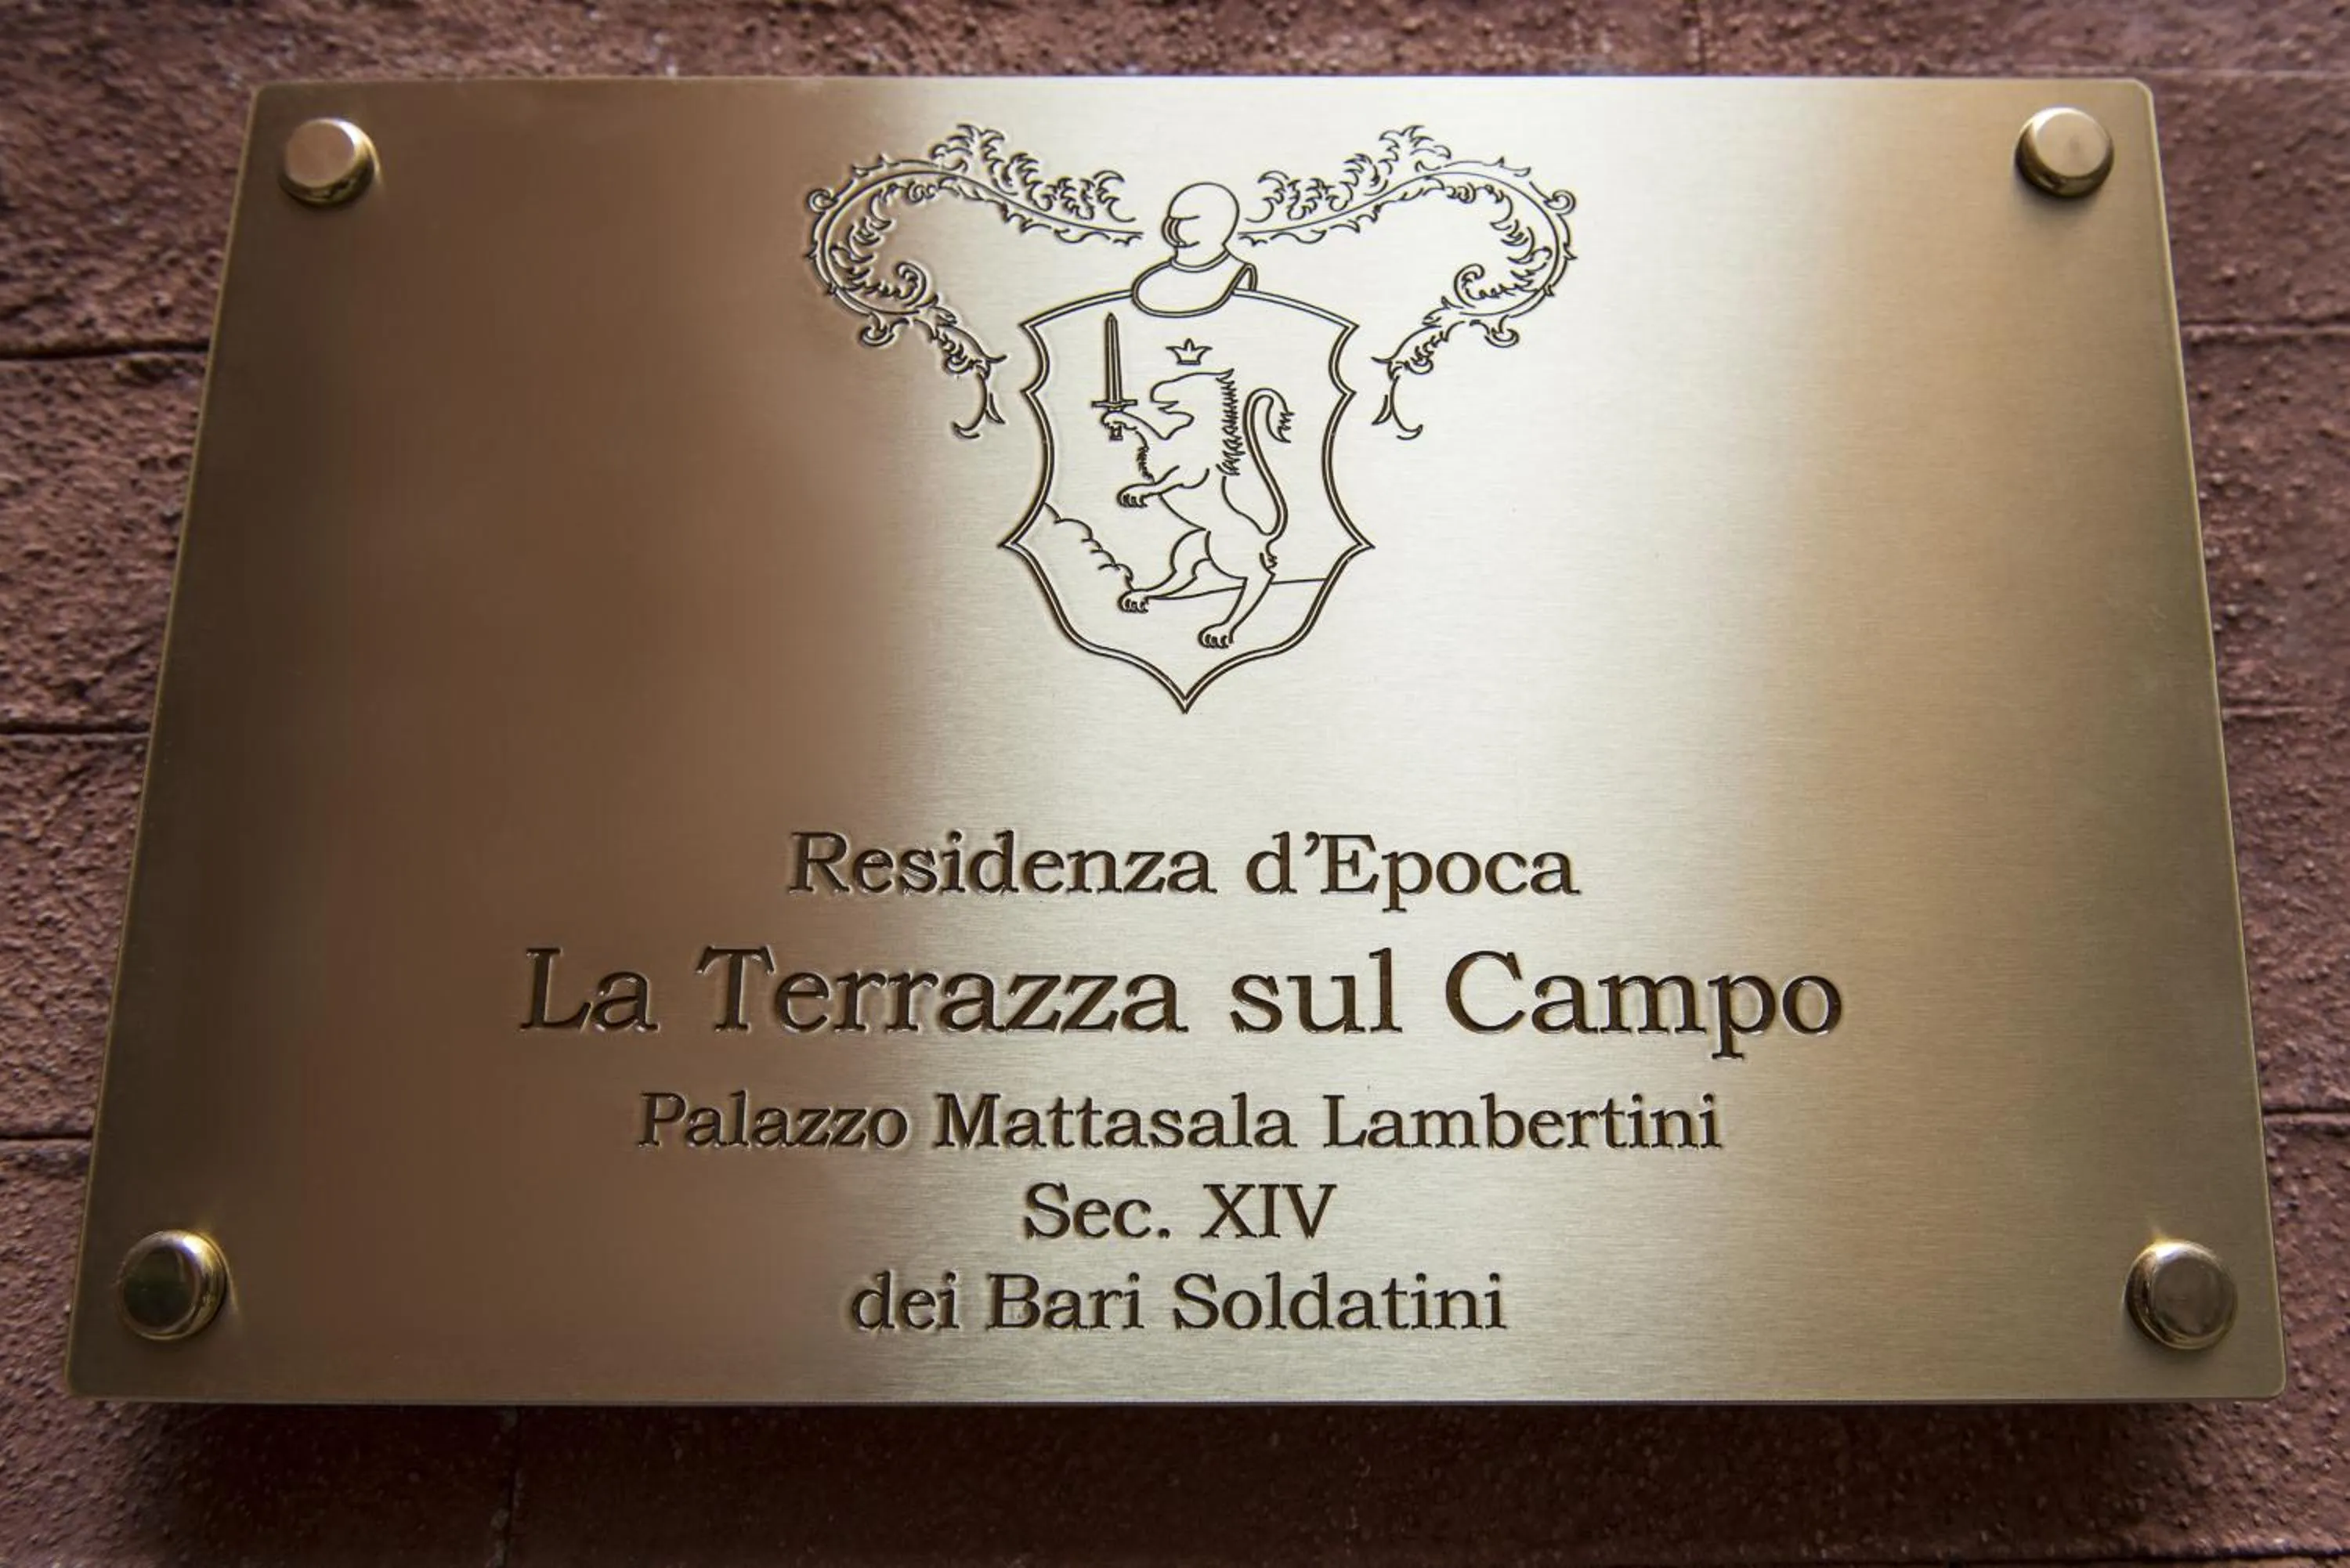 Residenza d’Epoca
La Terrazza sul Campo
Palazzo Mattasala Lambertini
Sec. XIV
dei Bari Soldatini